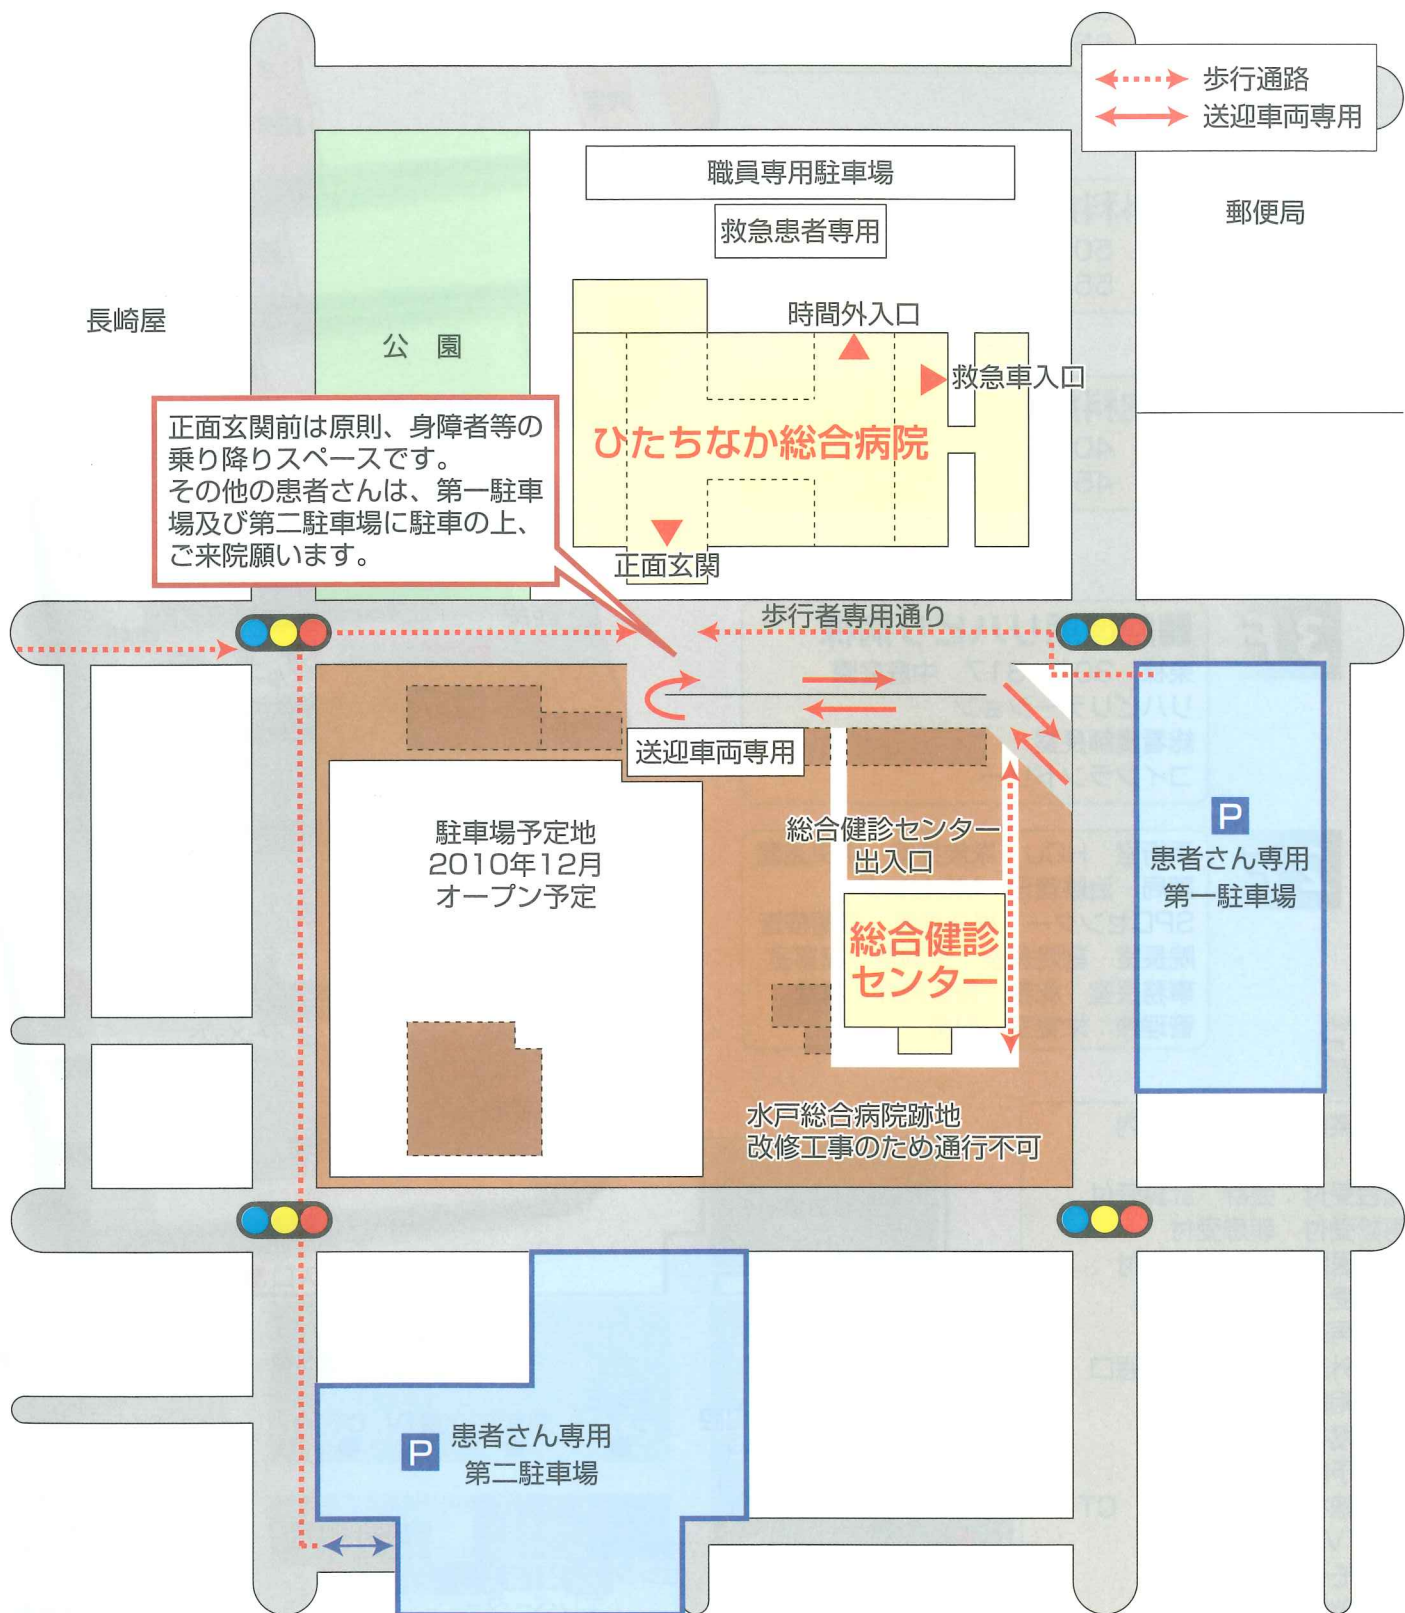 歩行通路
送迎車両専用
職員専用駐車場
救急患者専用
郵便局
長崎屋
公 園
時間外入口
救急車入口
ひたちなか総合病院
正面玄関
正面玄関前は原則、身障者等の
乗り降りスペースです。
その他の患者さんは、第一駐車
場及び第二駐車場に駐車の上、
ご来院願います。
歩行者専用通り
送迎車両専用
駐車場予定地
2010年12月
オープン予定
総合健診センター
出入口
総合健診
センター
P
患者さん専用
第一駐車場
水戸総合病院跡地
改修工事のため通行不可
P
患者さん専用
第二駐車場